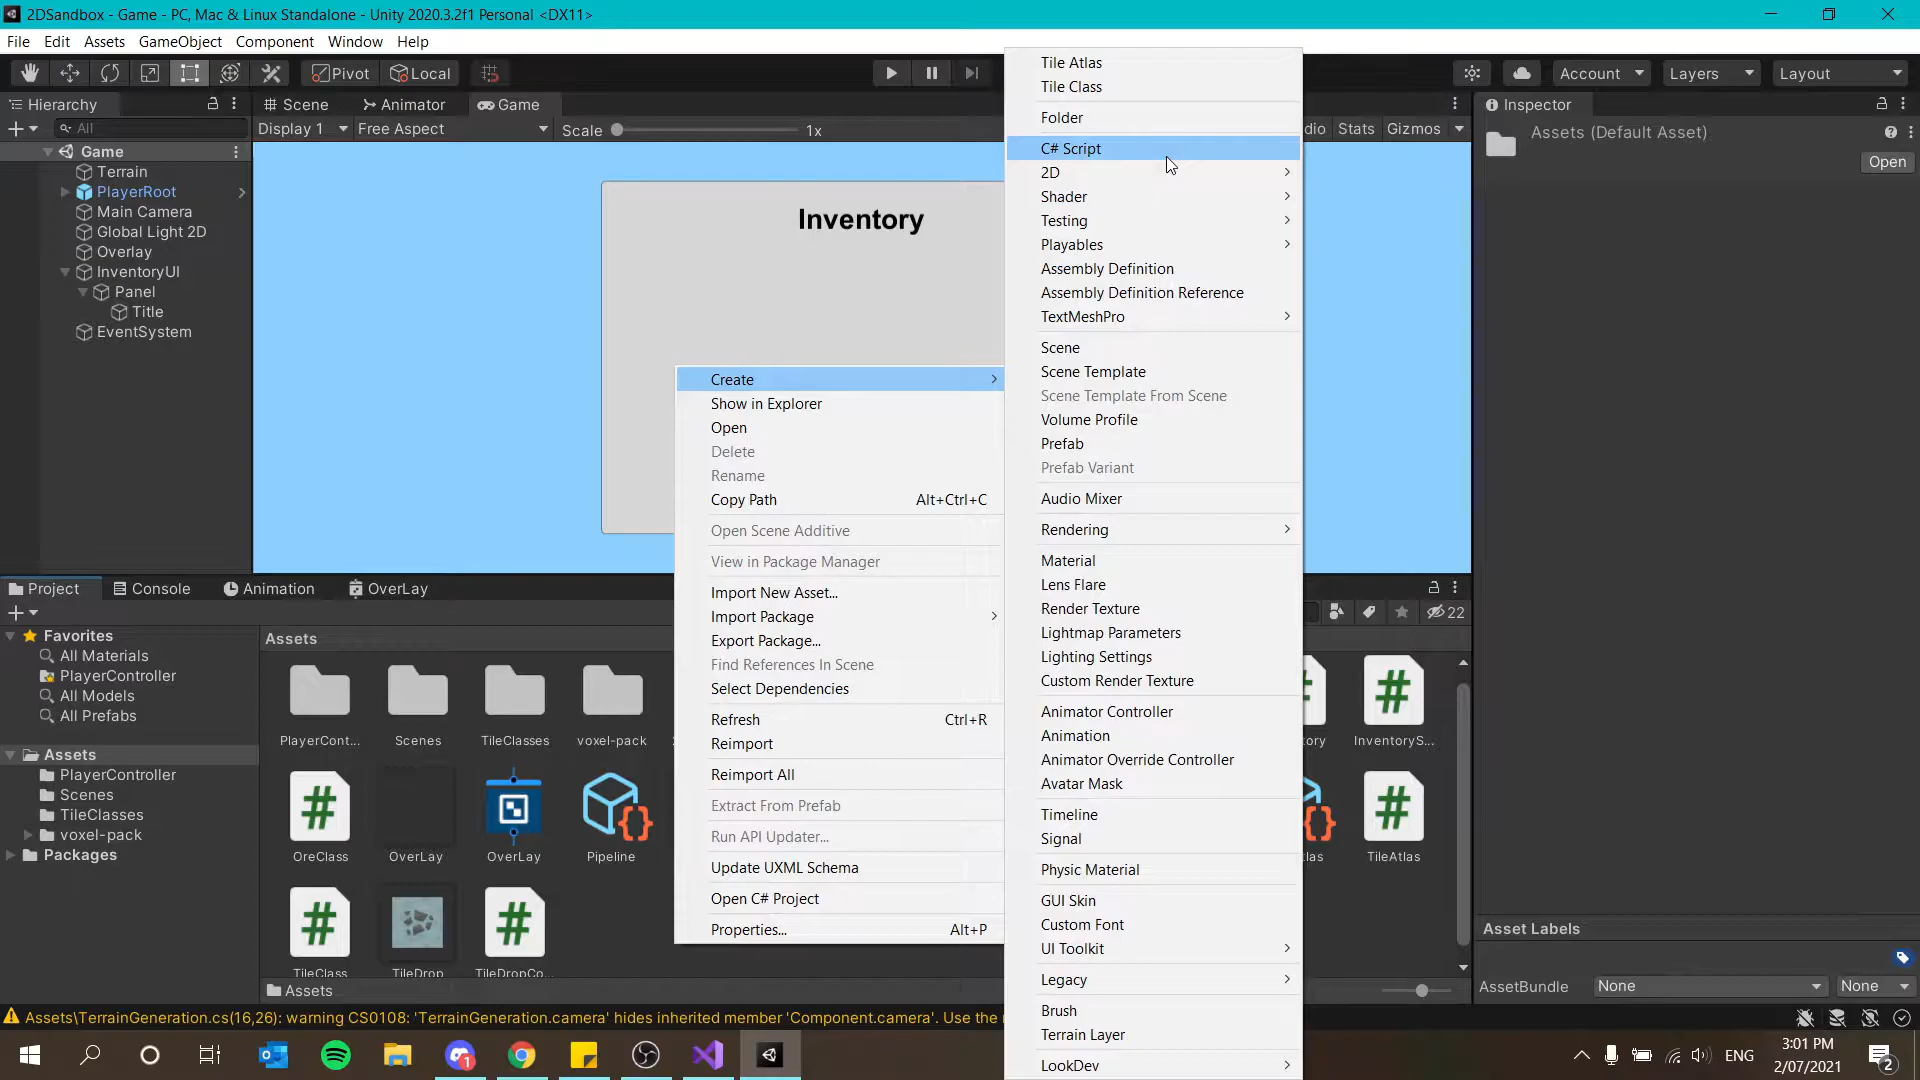 2DSandbox - Game - PC, Mac & Linux Standalone - Unity 2020.3.2f1 Personal <DX11>
File Edit Assets GameObject Component Window Help
Pivot Local
Account Layers Layout
Hierarchy
All
Game
Terrain
PlayerRoot
Main Camera
Global Light 2D
Overlay
InventoryUI
Panel
Title
EventSystem
Scene Animator Game
Display 1 Free Aspect Scale 1x
dio Stats Gizmos
Inventory
Create
Show in Explorer
Open
Delete
Rename
Copy Path Alt+Ctrl+C
Open Scene Additive
View in Package Manager
Import New Asset...
Import Package
Export Package...
Find References In Scene
Select Dependencies
Refresh Ctrl+R
Reimport
Reimport All
Extract From Prefab
Run API Updater...
Update UXML Schema
Open C# Project
Properties... Alt+P
Tile Atlas
Tile Class
Folder
C# Script
2D
Shader
Testing
Playables
Assembly Definition
Assembly Definition Reference
TextMeshPro
Scene
Scene Template
Scene Template From Scene
Volume Profile
Prefab
Prefab Variant
Audio Mixer
Rendering
Material
Lens Flare
Render Texture
Lightmap Parameters
Lighting Settings
Custom Render Texture
Animator Controller
Animation
Animator Override Controller
Avatar Mask
Timeline
Signal
Physic Material
GUI Skin
Custom Font
UI Toolkit
Legacy
Brush
Terrain Layer
LookDev
Inspector
Assets (Default Asset)
Open
Asset Labels
AssetBundle None None
Project Console Animation OverLay
22
Favorites
All Materials
PlayerController
All Models
All Prefabs
Assets
PlayerController
Scenes
TileClasses
voxel-pack
Packages
Assets
PlayerCont... Scenes TileClasses voxel-pack
tory InventoryS...
OreClass OverLay OverLay Pipeline
tlas TileAtlas
TileClass TileDrop TileDropCo...
Assets
Assets\TerrainGeneration.cs(16,26): warning CS0108: 'TerrainGeneration.camera' hides inherited member 'Component.camera'. Use the
1
ENG
3:01 PM
2/07/2021
2